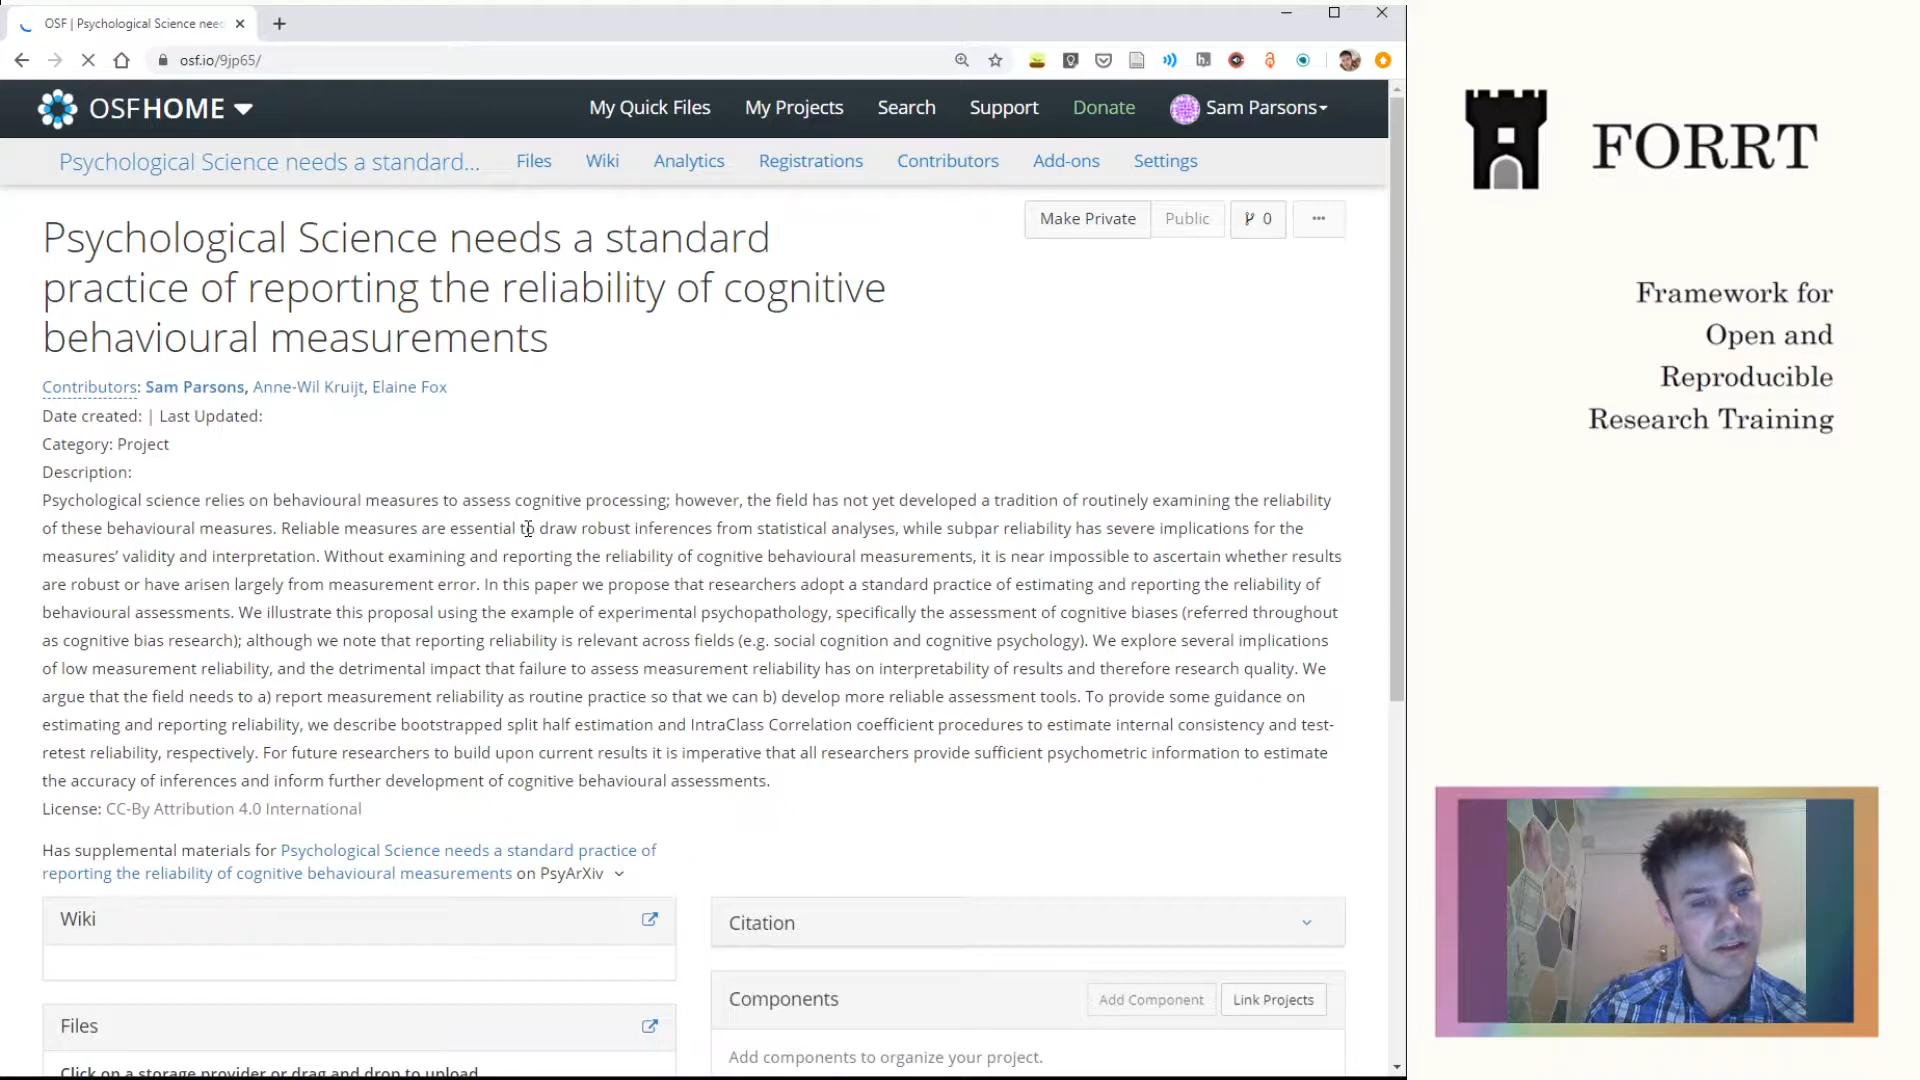 OSF | Psychological Science nee
osf.io/9jp65/
OSFHOME
My Quick Files
My Projects
Search
Support
Donate
Sam Parsons
Psychological Science needs a standard...
Files
Wiki
Analytics
Registrations
Contributors
Add-ons
Settings
Psychological Science needs a standard
practice of reporting the reliability of cognitive
behavioural measurements
Make Private
Public
0
Contributors: Sam Parsons, Anne-Wil Kruijt, Elaine Fox
Date created: | Last Updated:
Category: Project
Description:
Psychological science relies on behavioural measures to assess cognitive processing; however, the field has not yet developed a tradition of routinely examining the reliability
of these behavioural measures. Reliable measures are essential to draw robust inferences from statistical analyses, while subpar reliability has severe implications for the
measures’ validity and interpretation. Without examining and reporting the reliability of cognitive behavioural measurements, it is near impossible to ascertain whether results
are robust or have arisen largely from measurement error. In this paper we propose that researchers adopt a standard practice of estimating and reporting the reliability of
behavioural assessments. We illustrate this proposal using the example of experimental psychopathology, specifically the assessment of cognitive biases (referred throughout
as cognitive bias research); although we note that reporting reliability is relevant across fields (e.g. social cognition and cognitive psychology). We explore several implications
of low measurement reliability, and the detrimental impact that failure to assess measurement reliability has on interpretability of results and therefore research quality. We
argue that the field needs to a) report measurement reliability as routine practice so that we can b) develop more reliable assessment tools. To provide some guidance on
estimating and reporting reliability, we describe bootstrapped split half estimation and IntraClass Correlation coefficient procedures to estimate internal consistency and test-
retest reliability, respectively. For future researchers to build upon current results it is imperative that all researchers provide sufficient psychometric information to estimate
the accuracy of inferences and inform further development of cognitive behavioural assessments.
License: CC-By Attribution 4.0 International
Has supplemental materials for Psychological Science needs a standard practice of
reporting the reliability of cognitive behavioural measurements on PsyArXiv
Wiki
Citation
Components
Add Component
Link Projects
Add components to organize your project.
Files
Click on a storage provider or drag and drop to upload
FORRT
Framework for
Open and
Reproducible
Research Training